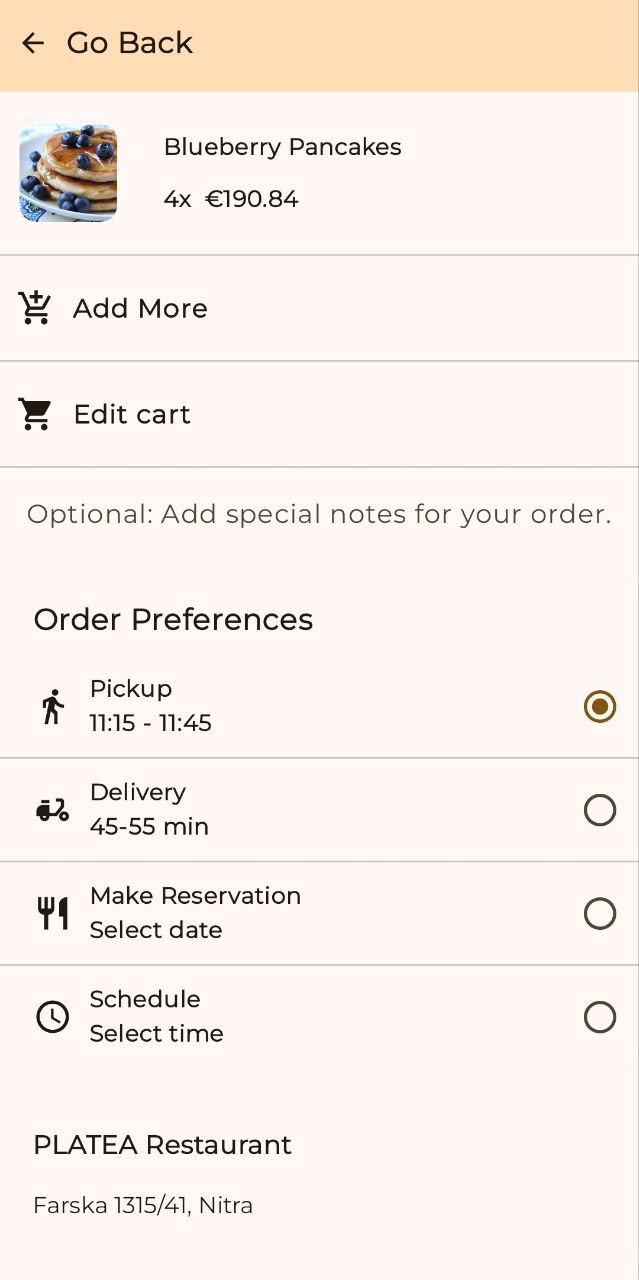 Go Back
Blueberry Pancakes
4x €190.84
Add More
Edit cart
Optional: Add special notes for your order.
Order Preferences
Pickup
11:15 - 11:45
Delivery
45-55 min
Make Reservation
Select date
Schedule
Select time
PLATEA Restaurant
Farska 1315/41, Nitra